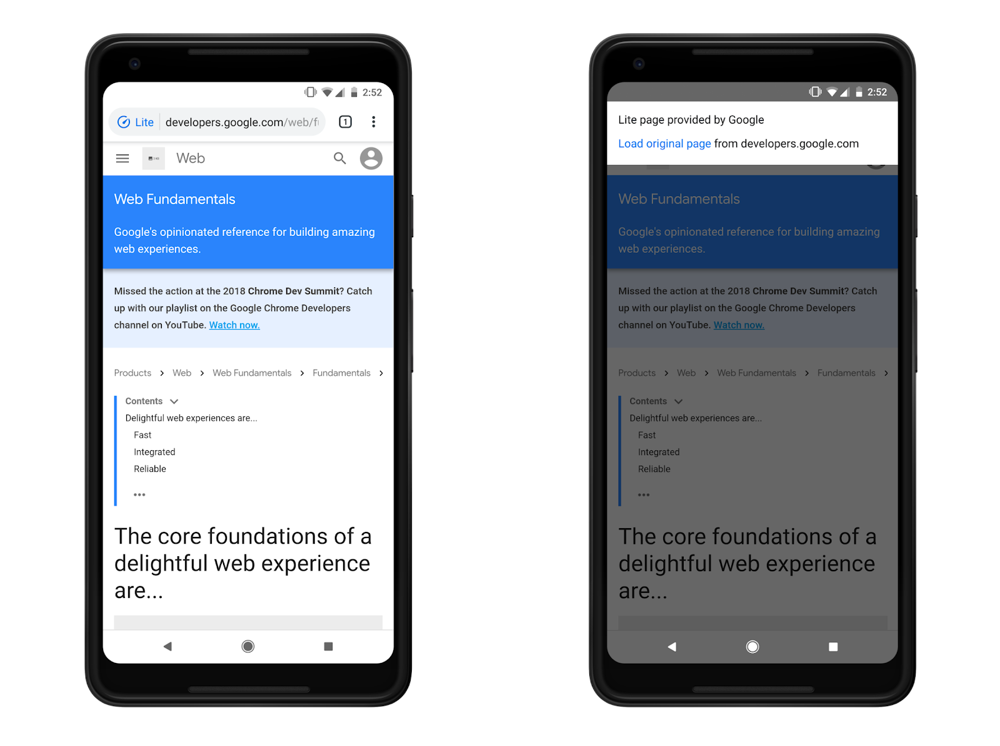 2:52
Lite developers.google.com/web/f
1
Web
Web Fundamentals
Google's opinionated reference for building amazing
web experiences.
Missed the action at the 2018 Chrome Dev Summit? Catch
up with our playlist on the Google Chrome Developers
channel on YouTube. Watch now.
Products > Web > Web Fundamentals > Fundamentals >
Contents
Delightful web experiences are...
Fast
Integrated
Reliable
•••
The core foundations of a
delightful web experience
are...
2:52
Lite page provided by Google
Load original page from developers.google.com
Web Fundamentals
Google's opinionated reference for building amazing
web experiences.
Missed the action at the 2018 Chrome Dev Summit? Catch
up with our playlist on the Google Chrome Developers
channel on YouTube. Watch now.
Products > Web > Web Fundamentals > Fundamentals >
Contents
Delightful web experiences are...
Fast
Integrated
Reliable
•••
The core foundations of a
delightful web experience
are...